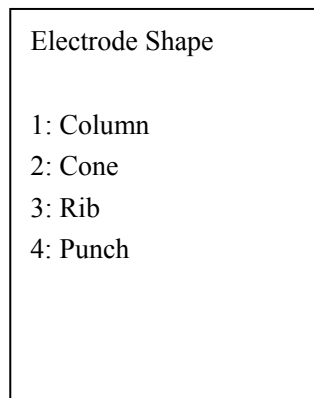 Electrode Shape
1: Column
2: Cone
3: Rib
4: Punch